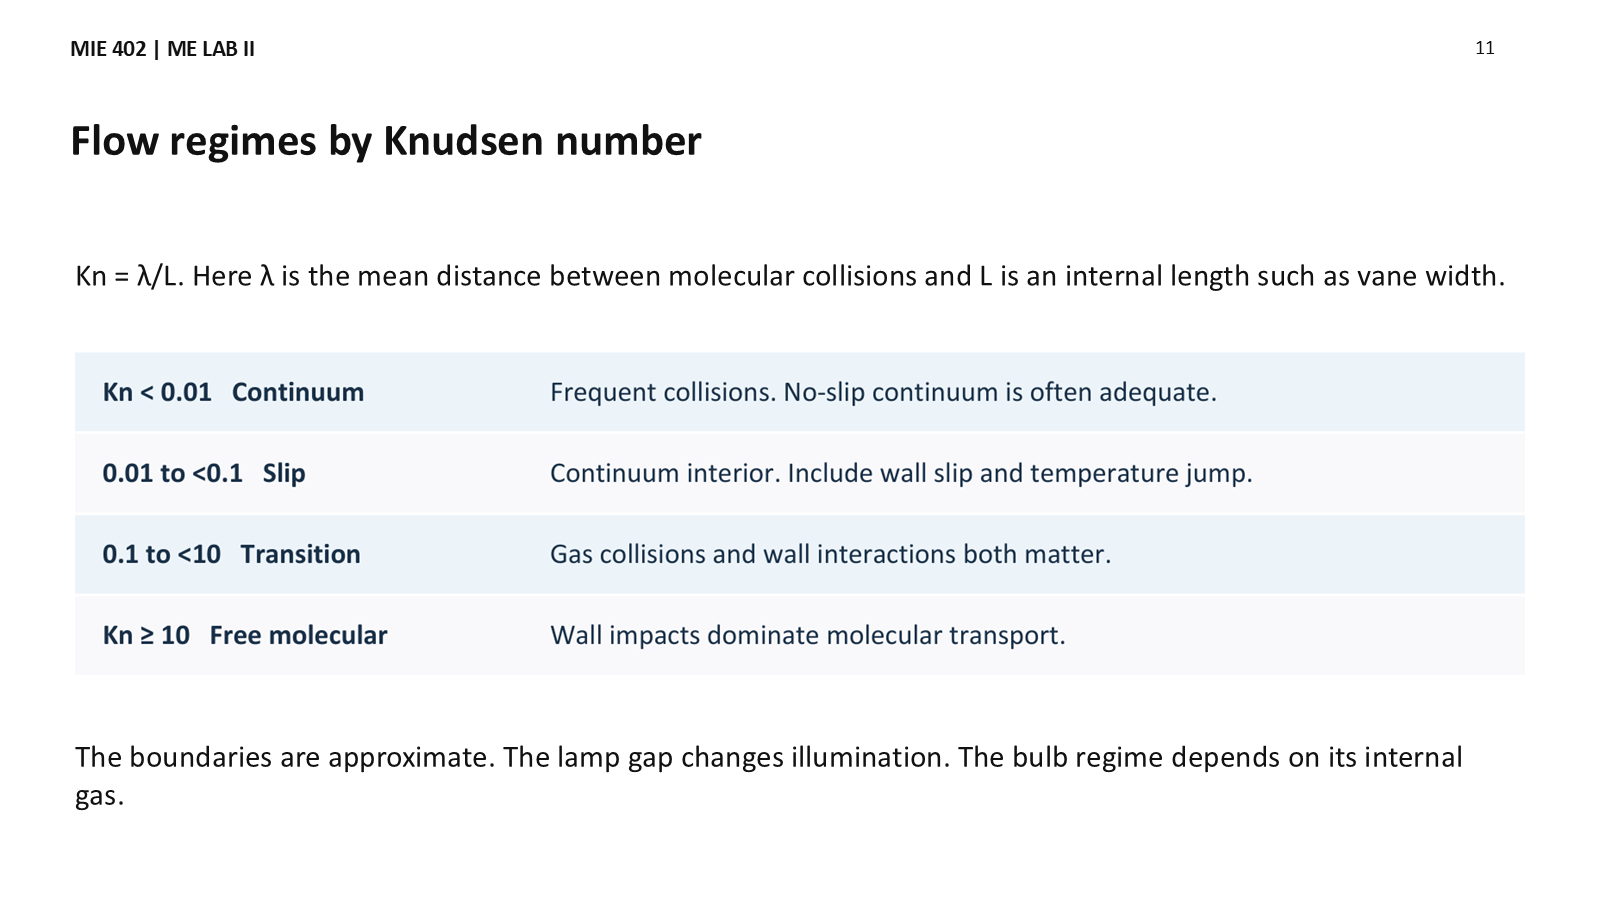 MIE 402 | ME LAB II
11
Flow regimes by Knudsen number
Kn = λ/L. Here λ is the mean distance between molecular collisions and L is an internal length such as vane width.
Kn < 0.01 Continuum Frequent collisions. No-slip continuum is often adequate.
0.01 to <0.1 Slip Continuum interior. Include wall slip and temperature jump.
0.1 to <10 Transition Gas collisions and wall interactions both matter.
Kn ≥ 10 Free molecular Wall impacts dominate molecular transport.
The boundaries are approximate. The lamp gap changes illumination. The bulb regime depends on its internal
gas.